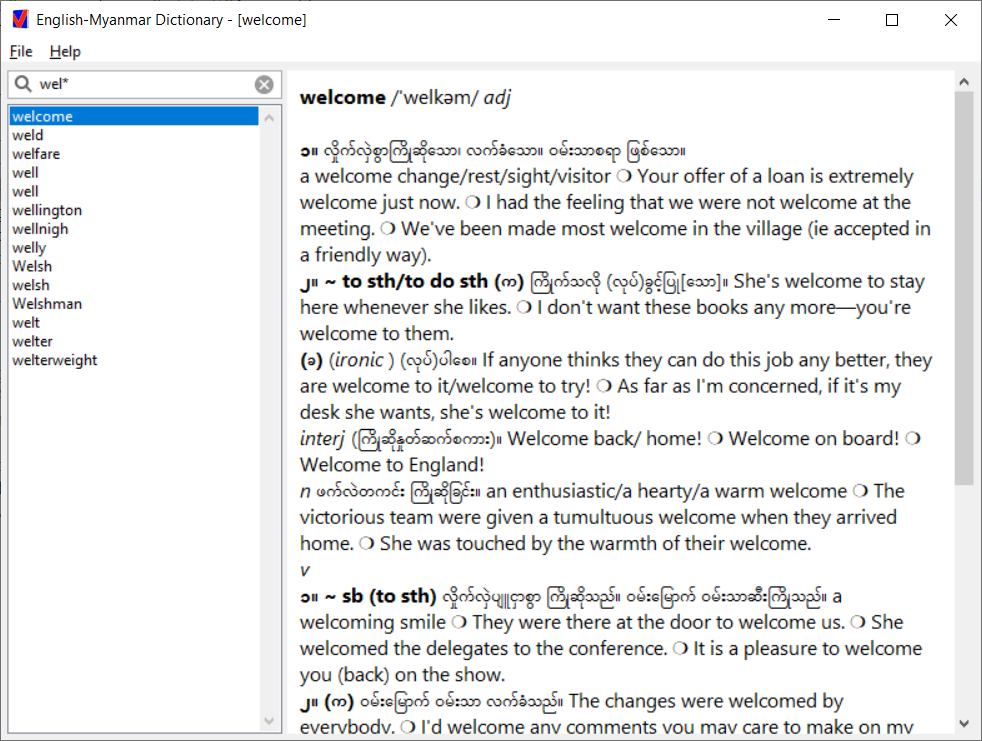 English-Myanmar Dictionary - [welcome]
File Help
wel*
welcome
weld
welfare
well
well
wellington
wellnigh
welly
Welsh
welsh
Welshman
welt
welter
welterweight
welcome /ˈwelkəm/ adj
၁။ လှိုက်လှဲစွာကြိုဆိုသော၊ လက်ခံသော။ ဝမ်းသာစရာ ဖြစ်သော။
a welcome change/rest/sight/visitor ❍ Your offer of a loan is extremely
welcome just now. ❍ I had the feeling that we were not welcome at the
meeting. ❍ We've been made most welcome in the village (ie accepted in
a friendly way).
၂။ ~ to sth/to do sth (က) ကြိုက်သလို (လုပ်)ခွင့်ပြု[သော]။ She's welcome to stay
here whenever she likes. ❍ I don't want these books any more—you're
welcome to them.
(ခ) (ironic ) (လုပ်)ပါစေ။ If anyone thinks they can do this job any better, they
are welcome to it/welcome to try! ❍ As far as I'm concerned, if it's my
desk she wants, she's welcome to it!
interj (ကြိုဆိုနှုတ်ဆက်စကား)။ Welcome back/ home! ❍ Welcome on board! ❍
Welcome to England!
n ဖက်လဲတကင်း ကြိုဆိုခြင်း။ an enthusiastic/a hearty/a warm welcome ❍ The
victorious team were given a tumultuous welcome when they arrived
home. ❍ She was touched by the warmth of their welcome.
v
၁။ ~ sb (to sth) လှိုက်လှဲပျူငှာစွာ ကြိုဆိုသည်။ ဝမ်းမြောက် ဝမ်းသာဆီးကြိုသည်။ a
welcoming smile ❍ They were there at the door to welcome us. ❍ She
welcomed the delegates to the conference. ❍ It is a pleasure to welcome
you (back) on the show.
၂။ (က) ဝမ်းမြောက် ဝမ်းသာ လက်ခံသည်။ The changes were welcomed by
everybody. ❍ I'd welcome any comments you may care to make on my